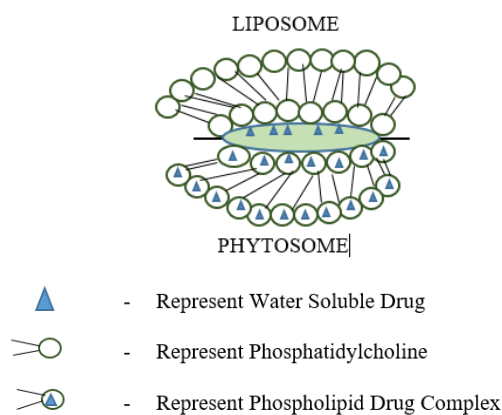 LIPOSOME
PHYTOSOME
- Represent Water Soluble Drug
- Represent Phosphatidylcholine
- Represent Phospholipid Drug Complex